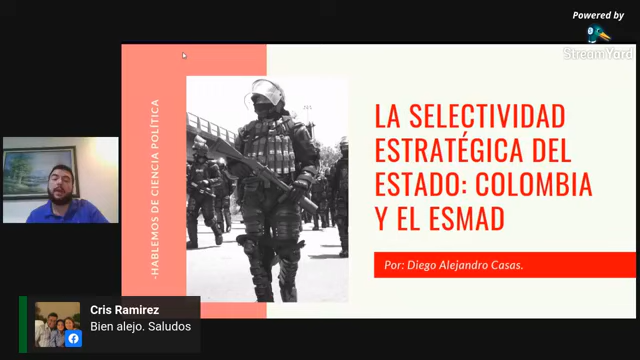 Powered by
StreamYard
-HABLEMOS DE CIENCIA POLÍTICA
LA SELECTIVIDAD
ESTRATÉGICA DEL
ESTADO: COLOMBIA
Y EL ESMAD
Por: Diego Alejandro Casas.
Cris Ramirez
Bien alejo. Saludos